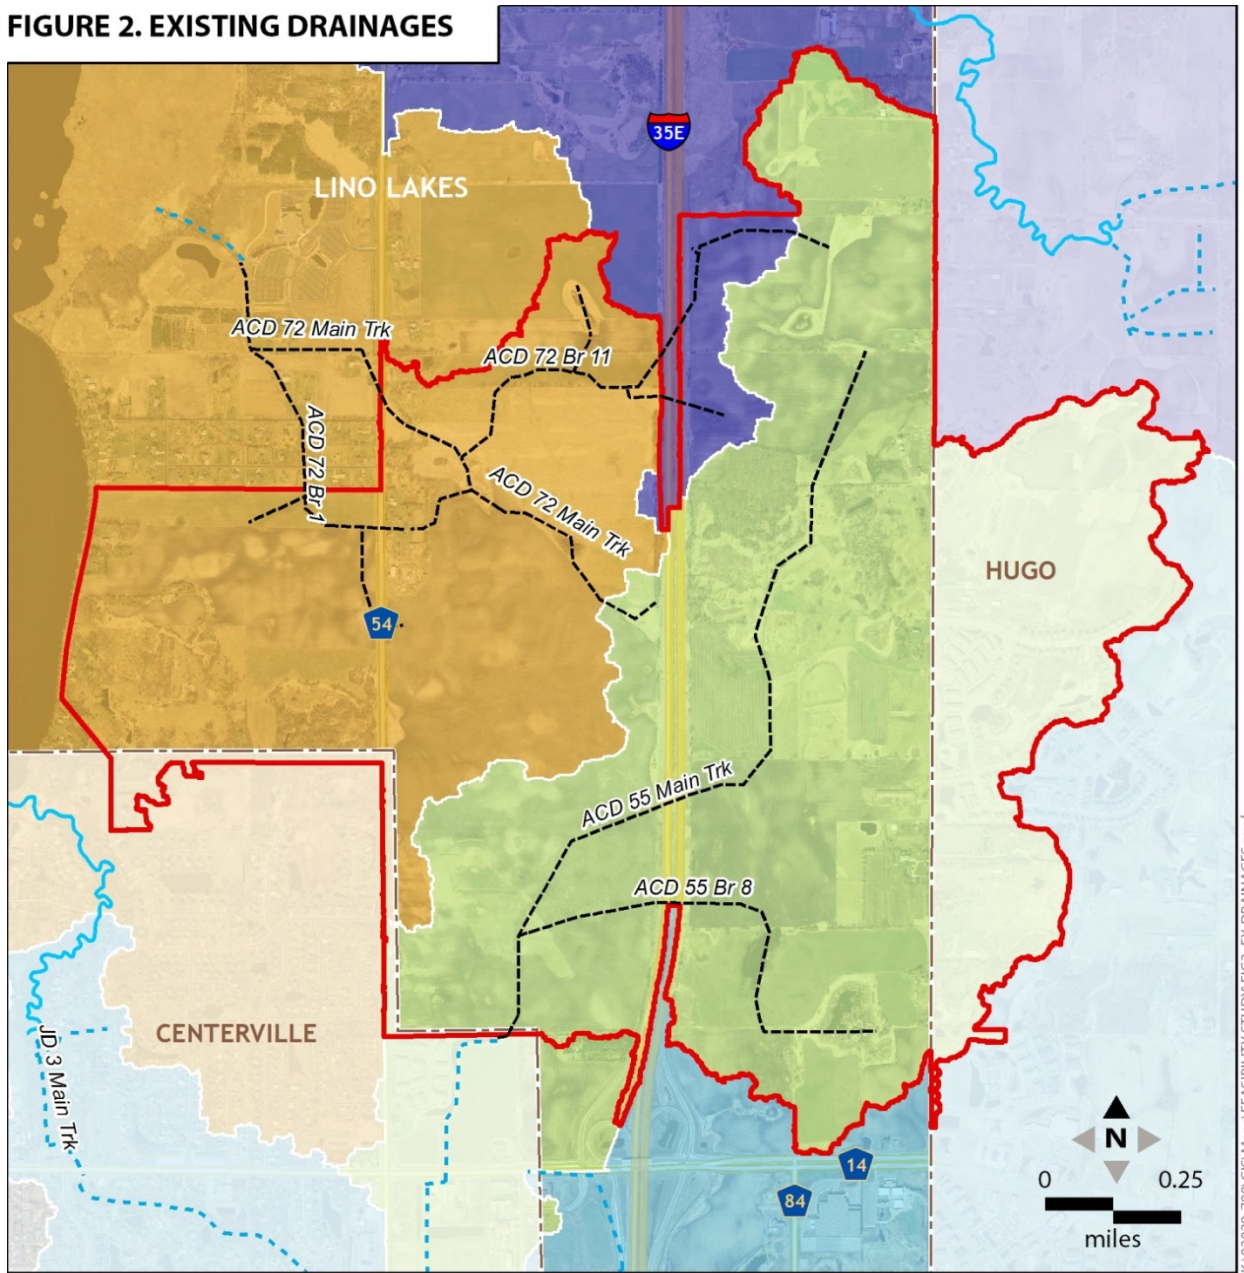 FIGURE 2. EXISTING DRAINAGES
35E
LINO LAKES
ACD 72 Main Trk
ACD 72 Br 11
ACD 72 Br 1
ACD 72 Main Trk
HUGO
54
ACD 55 Main Trk
ACD 55 Br 8
CENTERVILLE
JD 3 Main Trk
N
14
0 0.25
84
miles